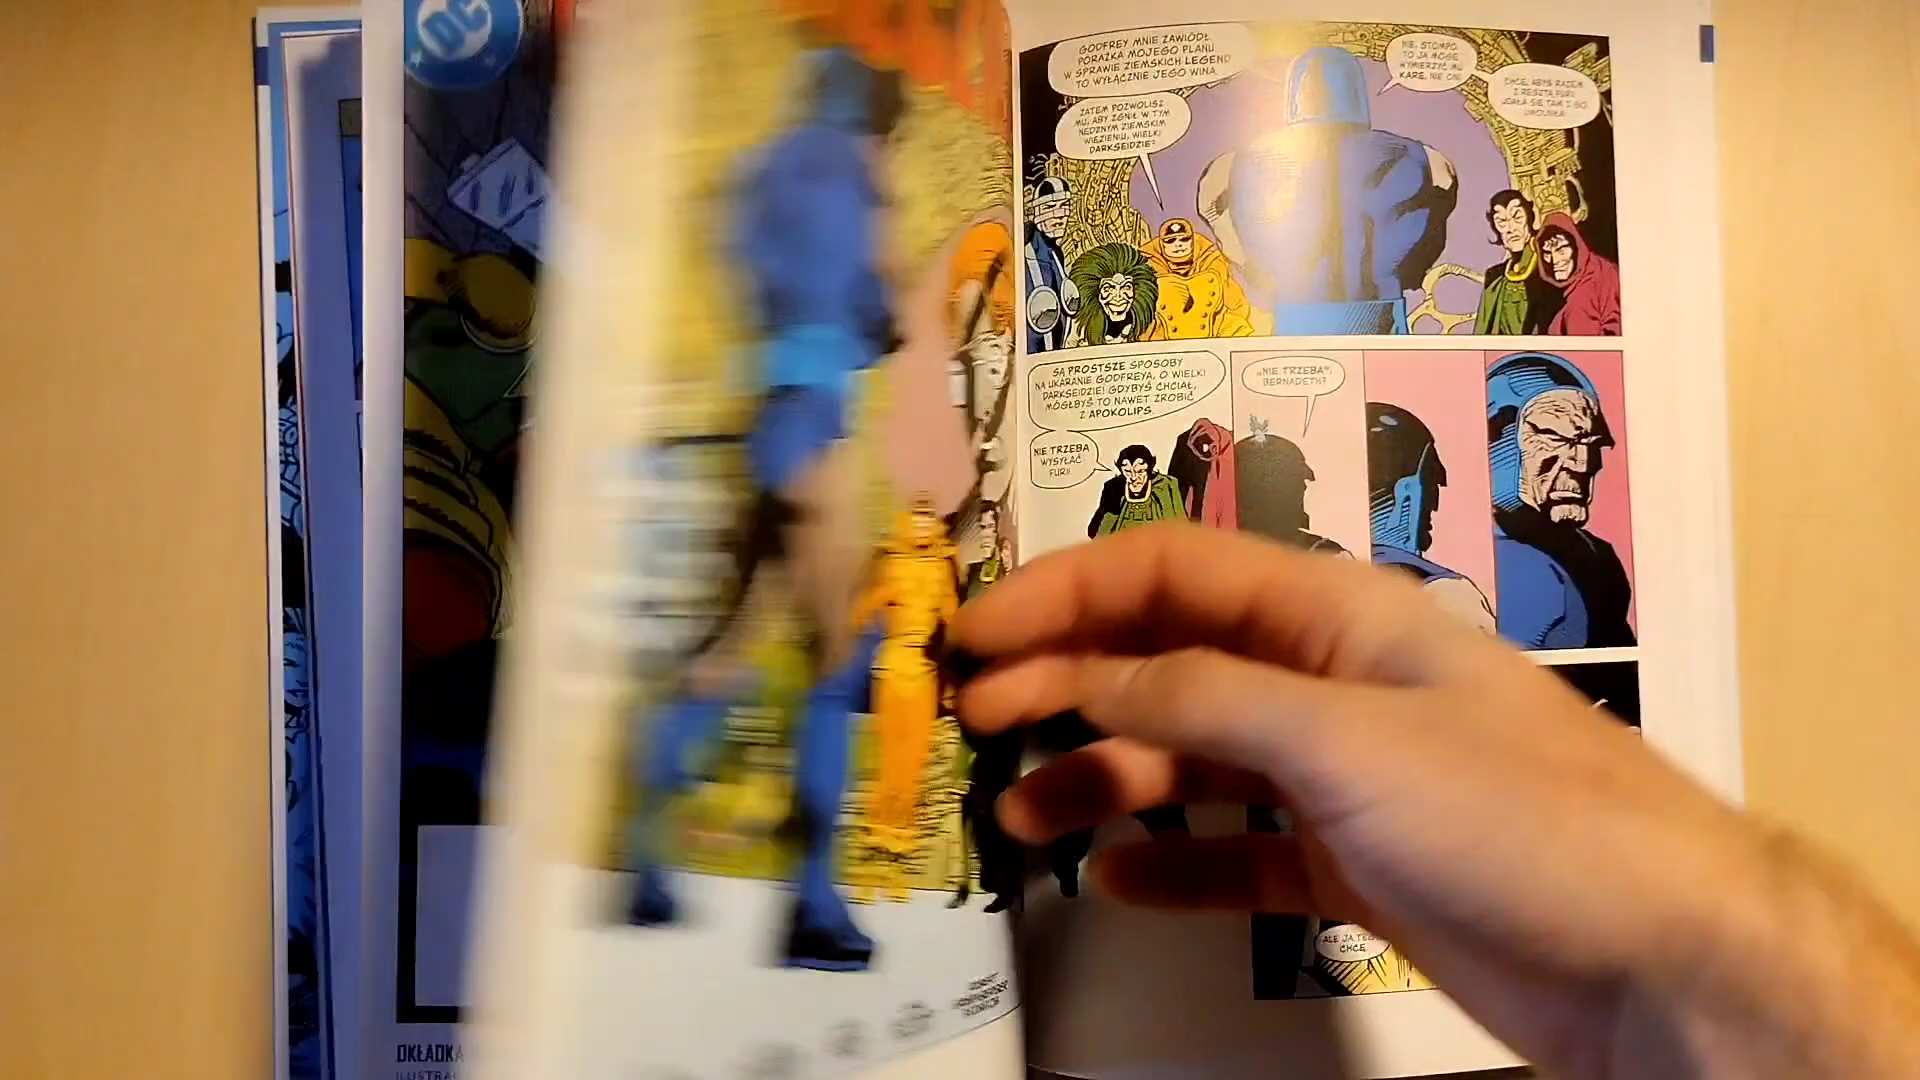 DC
OKŁADKA
GODFREY MNIE ZAWIÓDŁ.
PORAŻKA MOJEGO PLANU
W SPRAWIE ZIEMSKICH LEGEND
TO WYŁĄCZNIE JEGO WINA.
ZATEM POZWOLISZ
MU, ABY ZGNIŁ W TYM
NĘDZNYM ZIEMSKIM
WIĘZIENIU, WIELKI
DARKSEIDZIE?
NIE, STOMPO.
TO JA MOGĘ
WYMIERZYĆ MU
KARĘ, NIE ONI.
CHCĘ, ABYŚ RAZEM
Z RESZTĄ FURII
UDAŁA SIĘ TAM I GO
UWOLNIŁA.
SĄ PROSTSZE SPOSOBY
NA UKARANIE GODFREYA, O WIELKI
DARKSEIDZIE! GDYBYŚ CHCIAŁ,
MÓGŁBYŚ TO NAWET ZROBIĆ
Z APOKOLIPS.
NIE TRZEBA
WYSYŁAĆ
FURII.
„NIE TRZEBA",
BERNADETH?
ALE JA TEGO
CHCĘ.